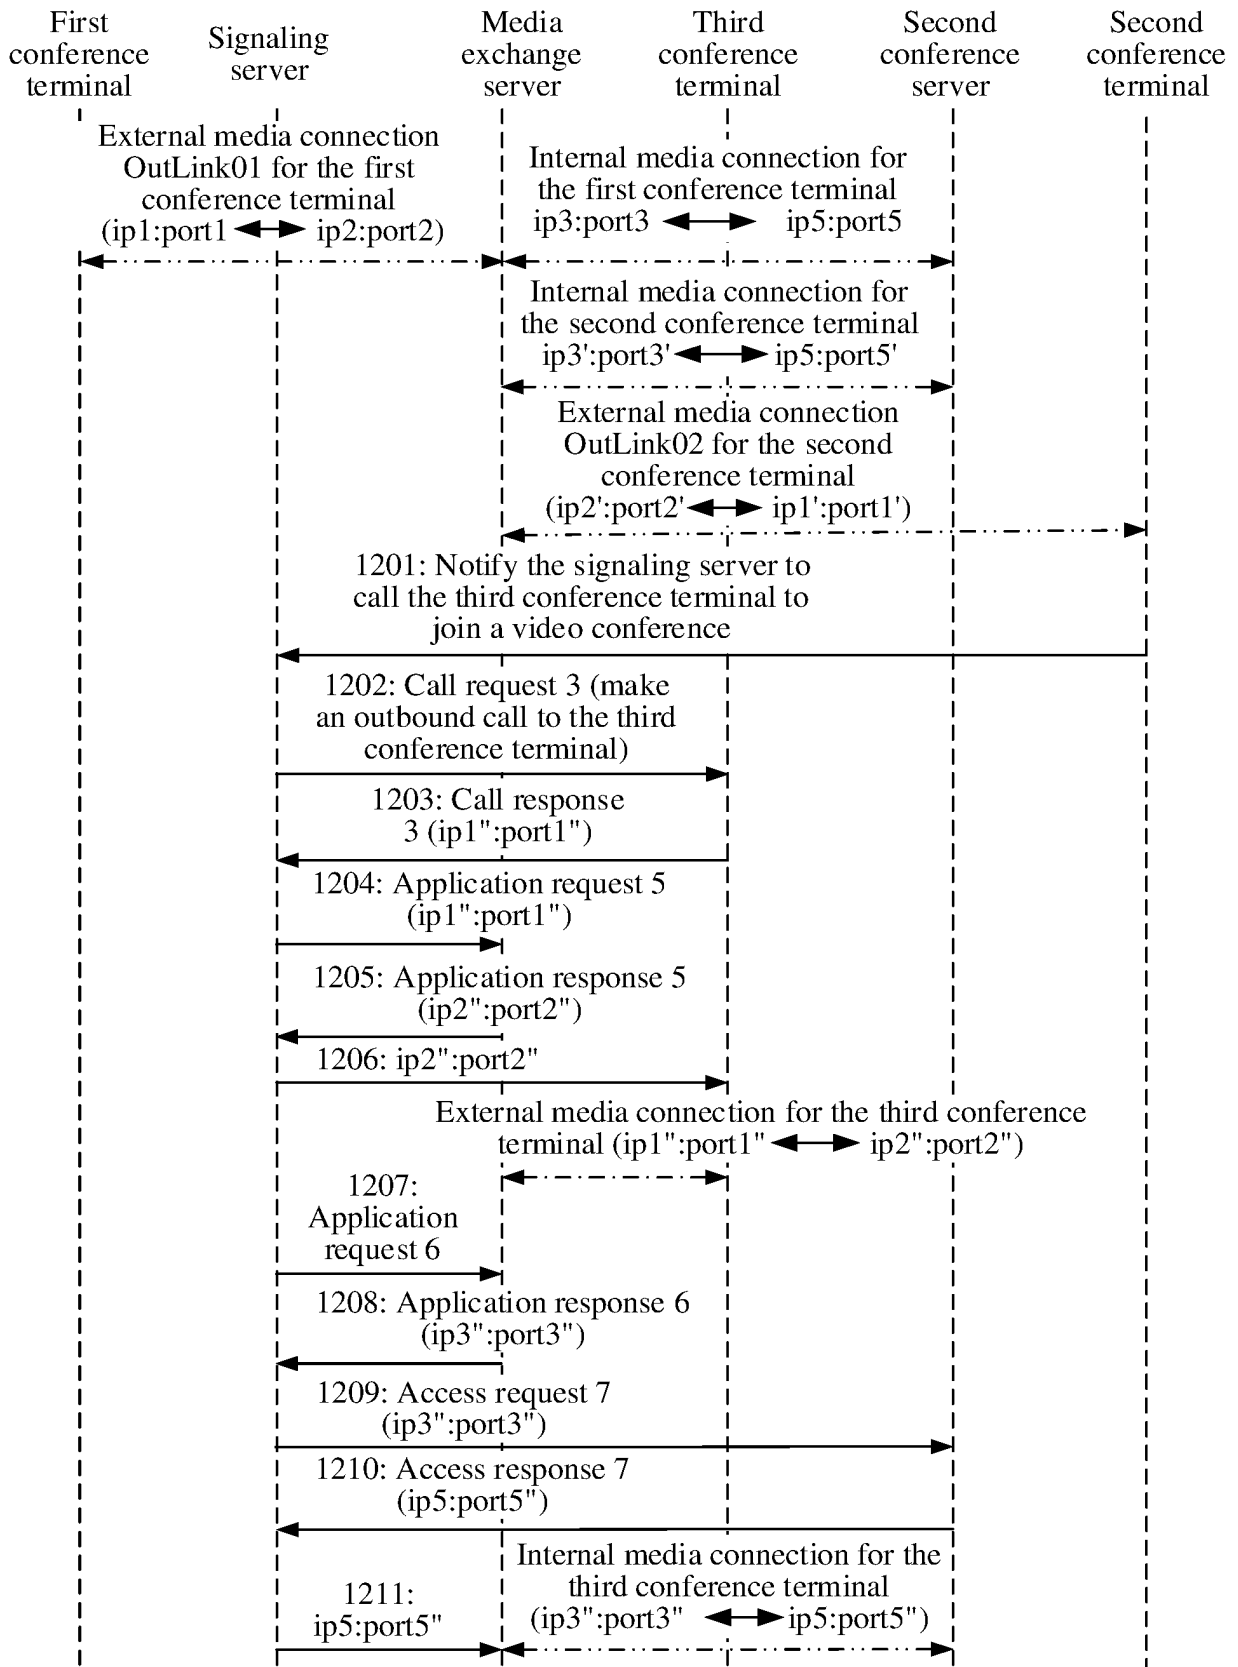 First
conference
terminal
Signaling
server
Media
exchange
server
Third
conference
terminal
Second
conference
server
Second
conference
terminal
External media connection
OutLink01 for the first
conference terminal
(ip1:port1 ip2:port2)
Internal media connection for
the first conference terminal
ip3:port3 ip5:port5
Internal media connection for
the second conference terminal
ip3':port3' ip5:port5'
External media connection
OutLink02 for the second
conference terminal
(ip2':port2' ip1':port1')
1201: Notify the signaling server to
call the third conference terminal to
join a video conference
1202: Call request 3 (make
an outbound call to the third
conference terminal)
1203: Call response
3 (ip1":port1")
1204: Application request 5
(ip1":port1")
1205: Application response 5
(ip2":port2")
1206: ip2":port2"
External media connection for the third conference
terminal (ip1":port1" ip2":port2")
1207:
Application
request 6
1208: Application response 6
(ip3":port3")
1209: Access request 7
(ip3":port3")
1210: Access response 7
(ip5:port5")
Internal media connection for the
third conference terminal
(ip3":port3" ip5:port5")
1211:
ip5:port5"